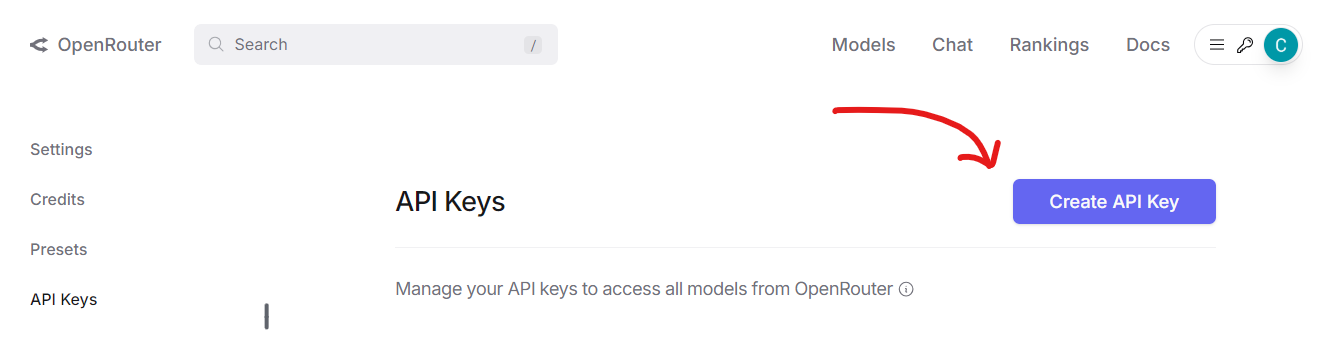 OpenRouter
Search /
Models Chat Rankings Docs C
Settings
Credits
Presets
API Keys
API Keys
Create API Key
Manage your API keys to access all models from OpenRouter